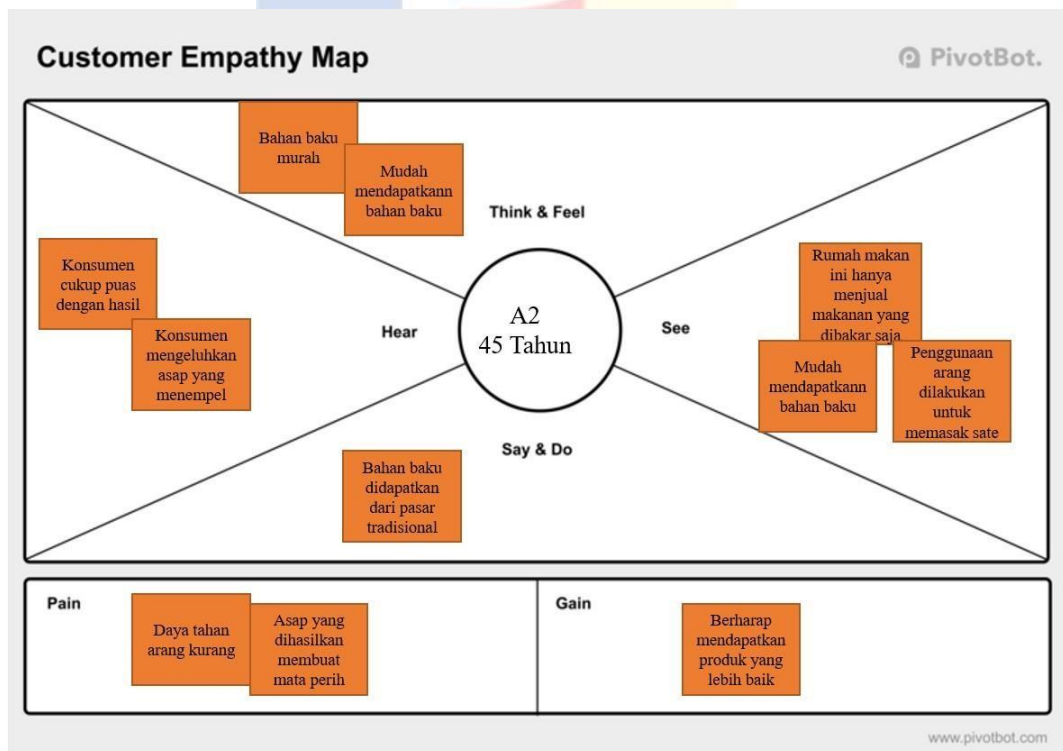 Customer Empathy Map
PivotBot.
Bahan baku
murah
Mudah
mendapatkann
bahan baku
Think & Feel
Konsumen
cukup puas
dengan hasil
Konsumen
mengeluhkan
asap yang
menempel
Hear
A2
45 Tahun
See
Rumah makan
ini hanya
menjual
makanan yang
dibakar saja
Mudah
mendapatkann
bahan baku
Penggunaan
arang
dilakukan
untuk
memasak sate
Say & Do
Bahan baku
didapatkan
dari pasar
tradisional
Pain
Daya tahan
arang kurang
Asap yang
dihasilkan
membuat
mata perih
Gain
Berharap
mendapatkan
produk yang
lebih baik
www.pivotbot.com